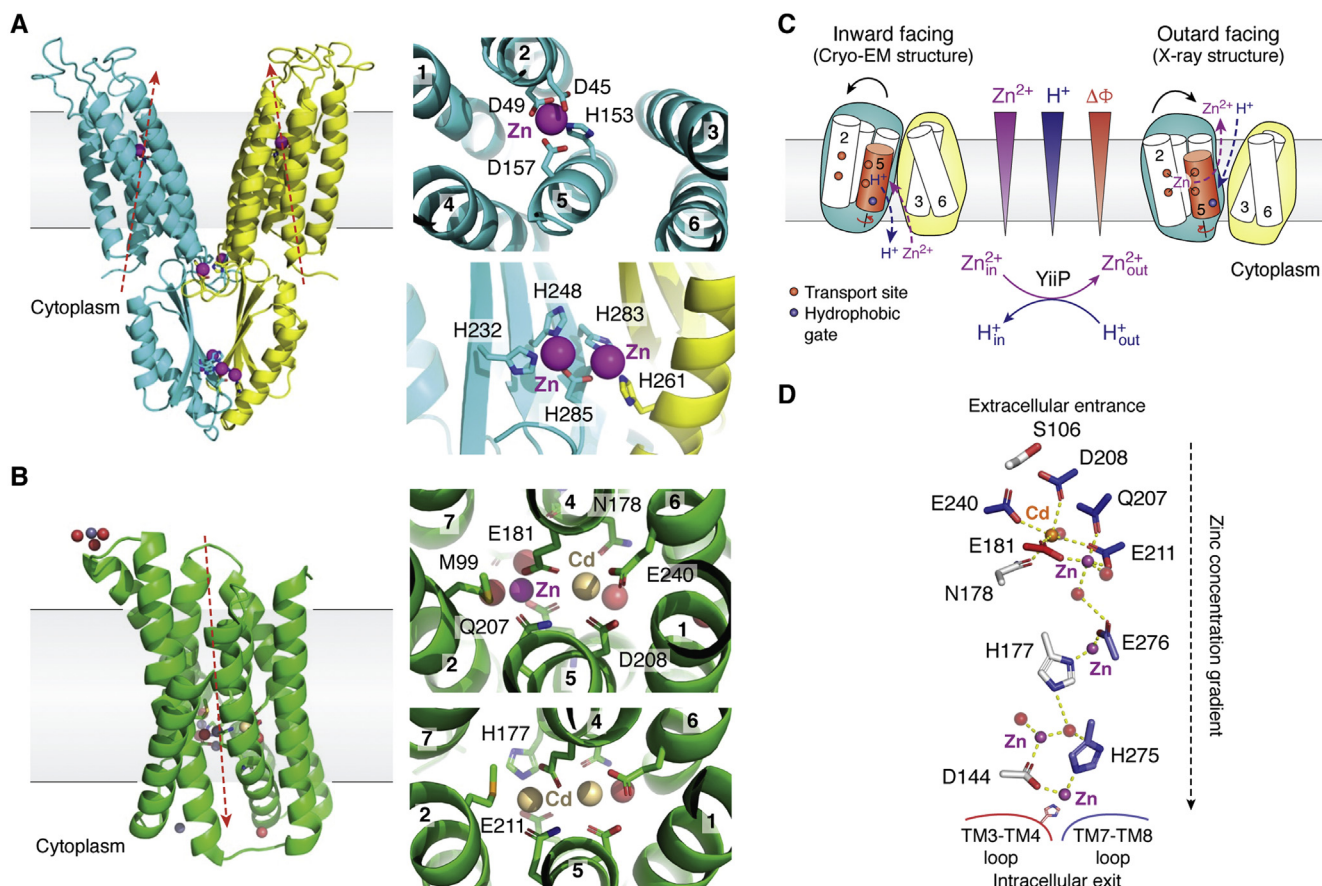 A
Cytoplasm
1
2
D45
D49
H153
Zn
3
D157
4
5
6
H248
H283
H232
Zn
Zn
H261
H285
B
Cytoplasm
4
N178
6
7
E181
Cd
M99
Zn
E240
Q207
1
2
D208
5
4
6
7
H177
Cd
2
1
E211
5
C
Inward facing
(Cryo-EM structure)
Outard facing
(X-ray structure)
Zn2+
H+
ΔΦ
Zn2+
H+
2
5
H+
3
6
H+
Zn2+
2
Zn
5
3
6
Cytoplasm
Zn2+in
YiiP
Zn2+out
H+in
H+out
Transport site
Hydrophobic
gate
D
Extracellular entrance
S106
D208
E240
Q207
Cd
E181
E211
Zn
N178
H177
E276
Zn
Zn
H275
D144
Zn
TM3-TM4
loop
TM7-TM8
loop
Intracellular exit
Zinc concentration gradient